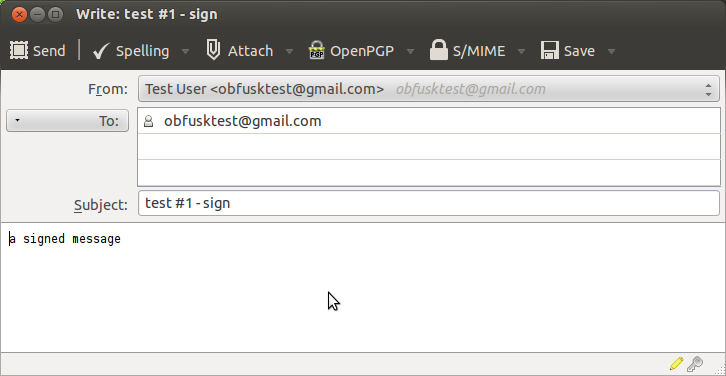 Write: test #1 - sign
Send Spelling Attach OpenPGP S/MIME Save
From: Test User <obfusktest@gmail.com> obfusktest@gmail.com
To: obfusktest@gmail.com
Subject: test #1 - sign
a signed message